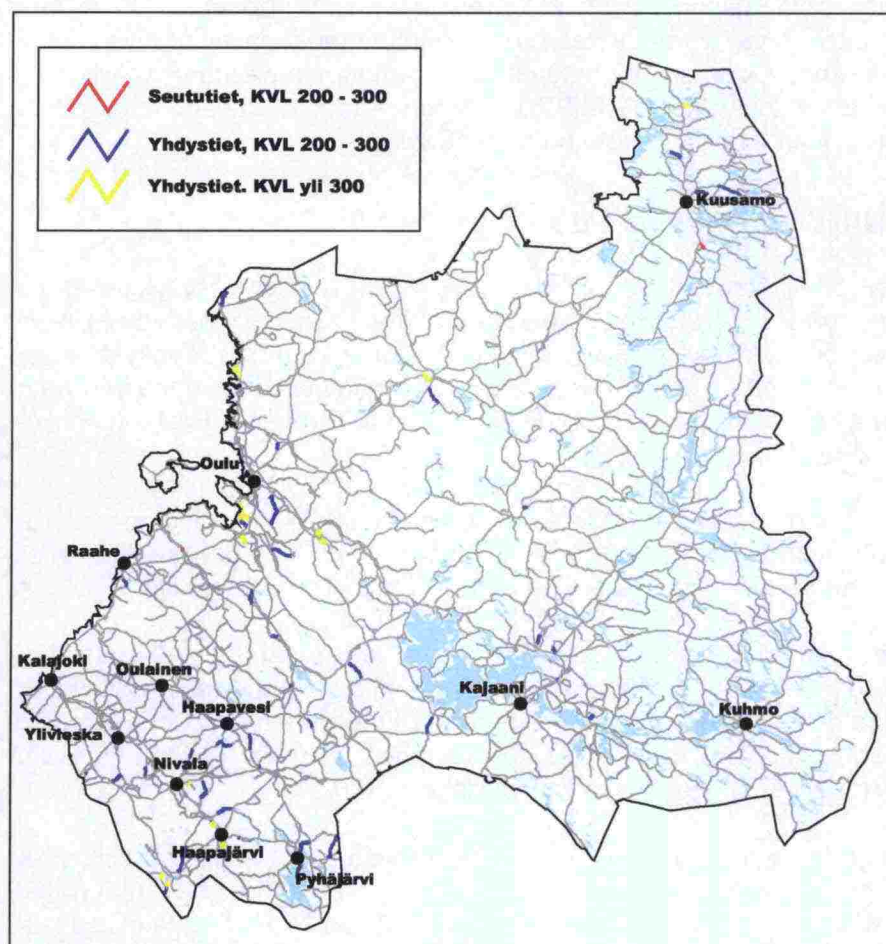 Seututiet, KVL 200 - 300
Yhdystiet, KVL 200 - 300
Yhdystiet. KVL yli 300
Kuusamo
Oulu
Raahe
Kalajoki
Oulainen
Haapavesi
Kajaani
Kuhmo
Ylivieska
Nivala
Haapajärvi
Pyhäjärvi